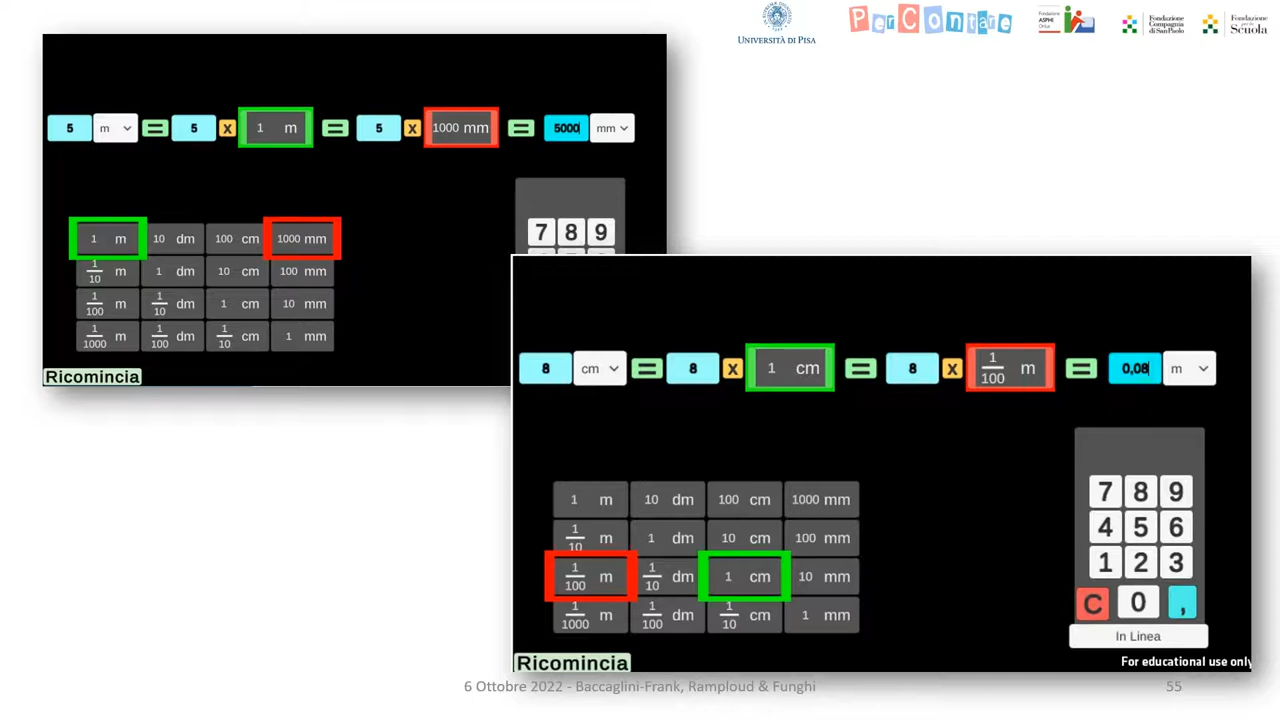 UNIVERSITÀ DI PISA
PerContare
Fondazione
ASPHI
Onlus
Fondazione
Compagnia
di San Paolo
Fondazione
per la
Scuola
5 m = 5 x 1 m = 5 x 1000 mm = 5000 mm
1 m 10 dm 100 cm 1000 mm
1/10 m 1 dm 10 cm 100 mm
1/100 m 1/10 dm 1 cm 10 mm
1/1000 m 1/100 dm 1/10 cm 1 mm
7 8 9
Ricomincia
8 cm = 8 x 1 cm = 8 x 1/100 m = 0,08 m
1 m 10 dm 100 cm 1000 mm
1/10 m 1 dm 10 cm 100 mm
1/100 m 1/10 dm 1 cm 10 mm
1/1000 m 1/100 dm 1/10 cm 1 mm
7 8 9
4 5 6
1 2 3
C 0 ,
In Linea
Ricomincia
For educational use only
6 Ottobre 2022 - Baccaglini-Frank, Ramploud & Funghi
55